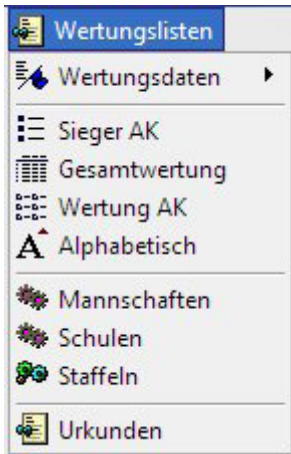 Wertungslisten
Wertungsdaten
Sieger AK
Gesamtwertung
Wertung AK
Alphabetisch
Mannschaften
Schulen
Staffeln
Urkunden